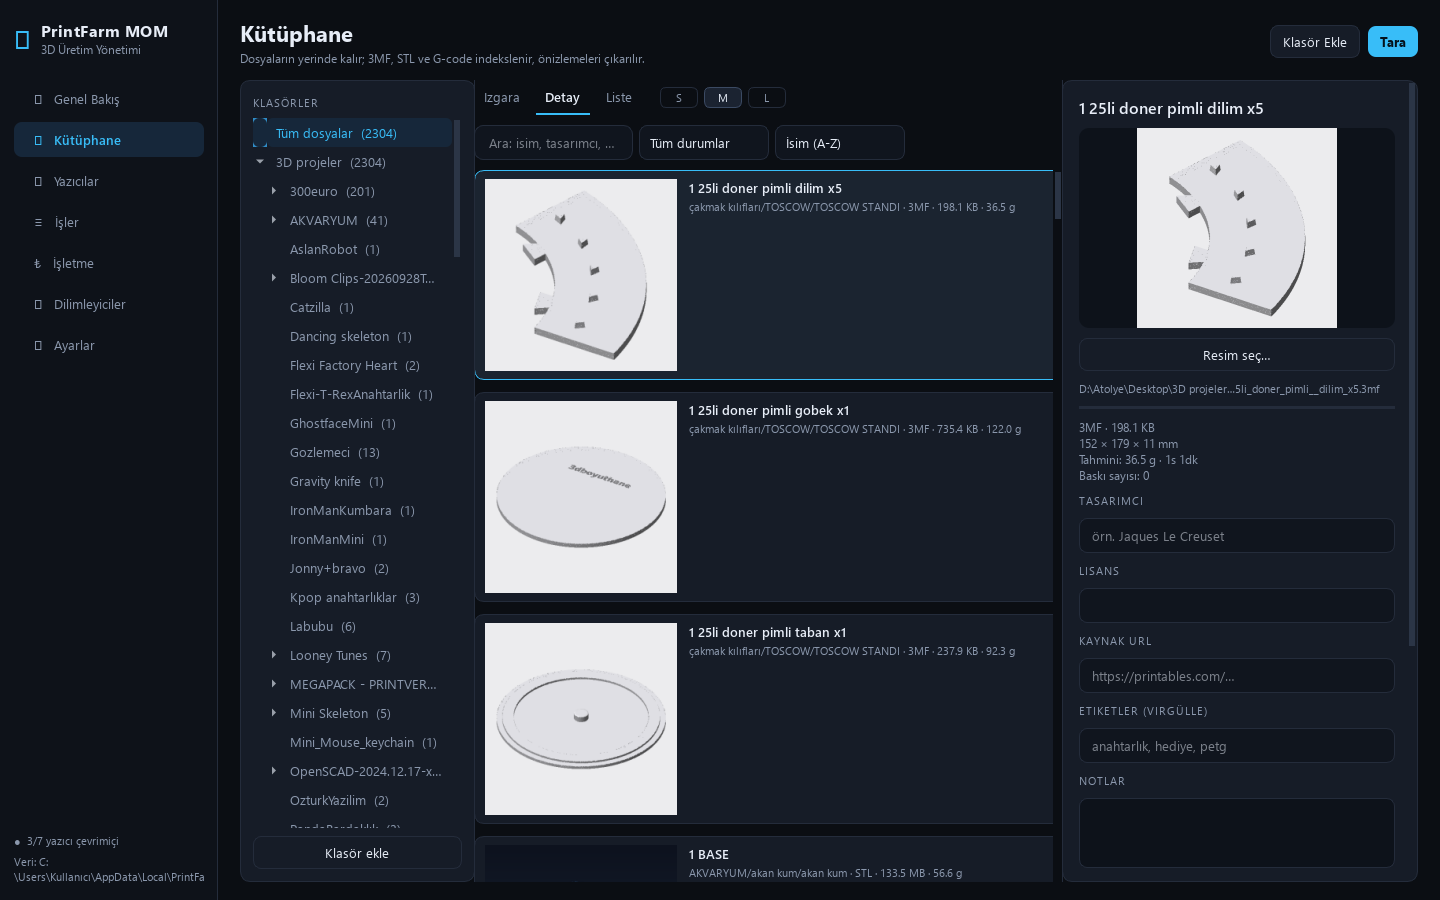 PrintFarm MOM
3D Üretim Yönetimi
Genel Bakış
Kütüphane
Yazıcılar
İşler
₺ İşletme
Dilimleyiciler
Ayarlar
● 3/7 yazıcı çevrimiçi
Veri: C:
\Users\Kullanıcı\AppData\Local\PrintFa
Kütüphane
Dosyaların yerinde kalır; 3MF, STL ve G-code indekslenir, önizlemeleri çıkarılır.
Klasör Ekle
Tara
KLASÖRLER
Tüm dosyalar (2304)
3D projeler (2304)
300euro (201)
AKVARYUM (41)
AslanRobot (1)
Bloom Clips-20260928T...
Catzilla (1)
Dancing skeleton (1)
Flexi Factory Heart (2)
Flexi-T-RexAnahtarlik (1)
GhostfaceMini (1)
Gozlemeci (13)
Gravity knife (1)
IronManKumbara (1)
IronManMini (1)
Jonny+bravo (2)
Kpop anahtarlıklar (3)
Labubu (6)
Looney Tunes (7)
MEGAPACK - PRINTVER...
Mini Skeleton (5)
Mini_Mouse_keychain (1)
OpenSCAD-2024.12.17-x...
OzturkYazilim (2)
Klasör ekle
Izgara Detay Liste S M L
Ara: isim, tasarımcı, ...
Tüm durumlar
İsim (A-Z)
1 25li doner pimli dilim x5
çakmak kılıfları/TOSCOW/TOSCOW STANDI · 3MF · 198.1 KB · 36.5 g
1 25li doner pimli gobek x1
çakmak kılıfları/TOSCOW/TOSCOW STANDI · 3MF · 735.4 KB · 122.0 g
3dboyuthane
1 25li doner pimli taban x1
çakmak kılıfları/TOSCOW/TOSCOW STANDI · 3MF · 237.9 KB · 92.3 g
1 BASE
AKVARYUM/akan kum/akan kum · STL · 133.5 MB · 56.6 g
1 25li doner pimli dilim x5
Resim seç...
D:\Atolye\Desktop\3D projeler...5li_doner_pimli__dilim_x5.3mf
3MF · 198.1 KB
152 × 179 × 11 mm
Tahmini: 36.5 g · 1s 1dk
Baskı sayısı: 0
TASARIMCI
örn. Jaques Le Creuset
LISANS
KAYNAK URL
https://printables.com/...
ETIKETLER (VIRGÜLLE)
anahtarlık, hediye, petg
NOTLAR